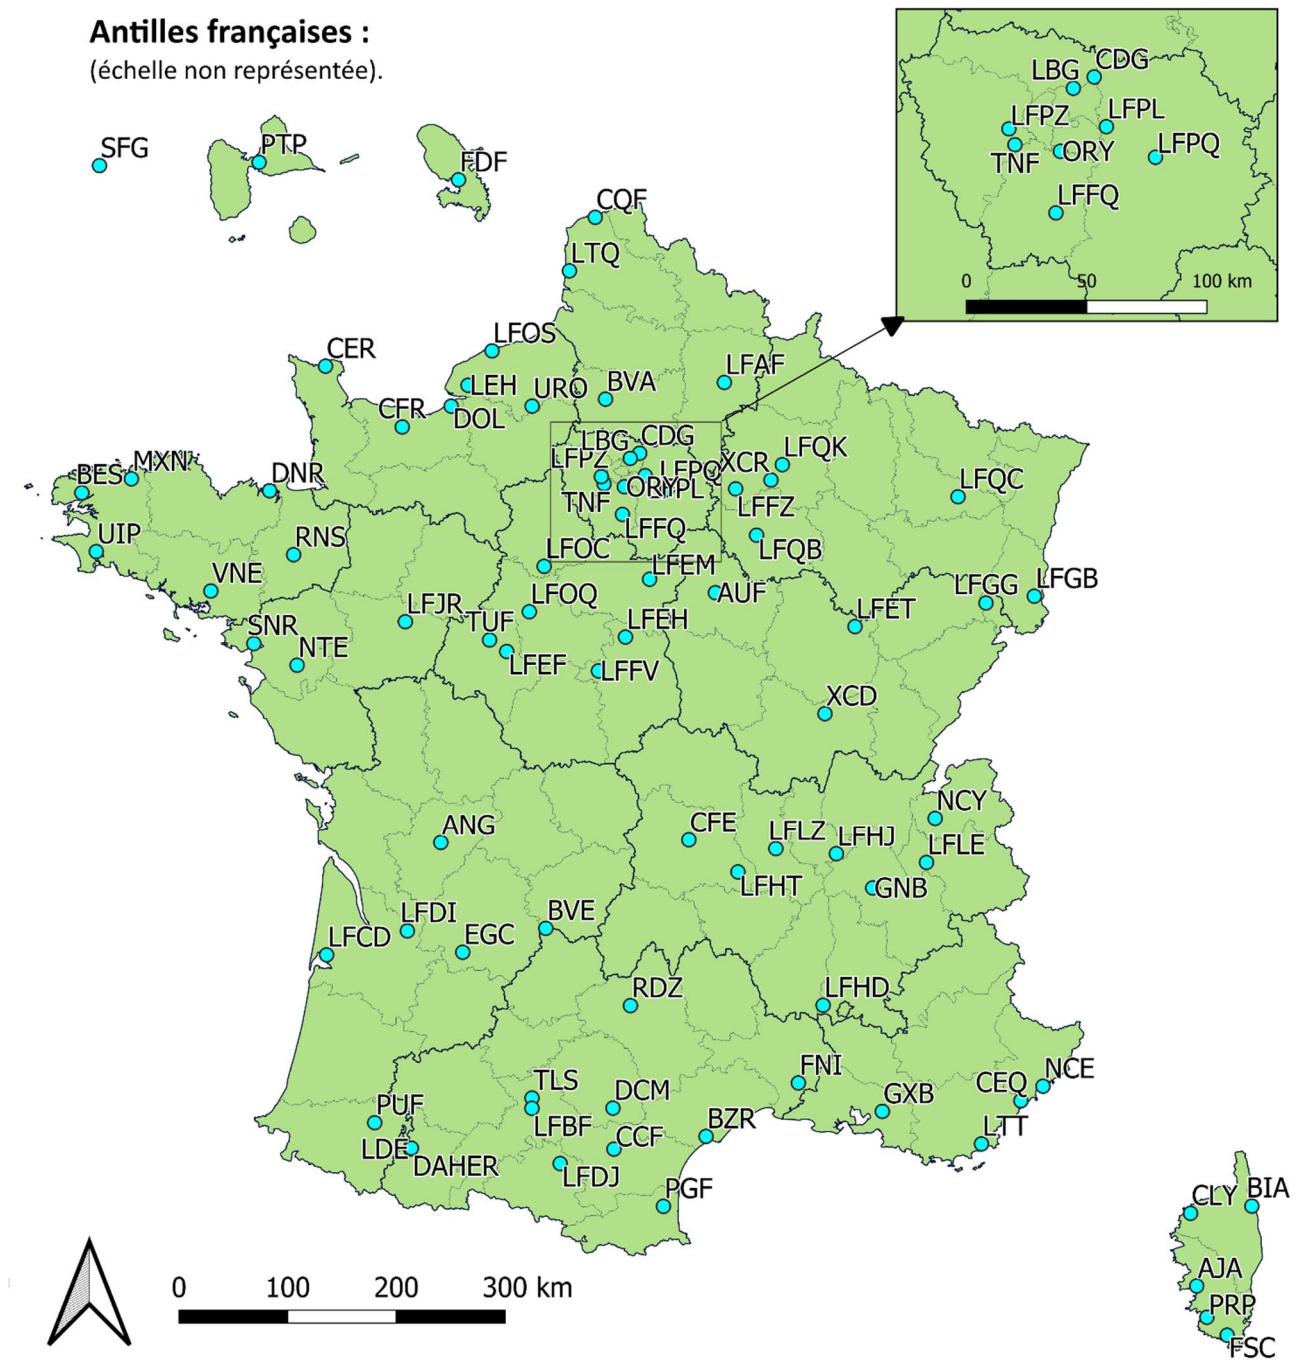 Antilles françaises :
(échelle non représentée).
SFG
PTP
FDF
LBG
CDG
LFPZ
LFPL
TNF
ORY
LFPQ
LFFQ
0 50 100 km
CQF
LTQ
LFOS
CER
LEH
URO
BVA
LFAF
CFR
DOL
LBG
CDG
LFPZ
LFPQ
XCR
LFQK
BES
MXN
DNR
TNF
ORY
LFPL
LFFZ
LFQC
LFFQ
UIP
RNS
LFOC
LFQB
VNE
LFEM
AUF
LFGG
LFGB
LFJR
LFOQ
LFET
SNR
TUF
LFEH
NTE
LFEF
LFFV
XCD
NCY
ANG
CFE
LFLZ
LFHJ
LFLE
LFHT
GNB
LFDI
BVE
LFCD
EGC
RDZ
LFHD
FNI
NCE
TLS
DCM
CEQ
PUF
GXB
LFBF
BZR
LTT
LDE
CCF
DAHER
LFDJ
PGF
CLY
BIA
AJA
PRP
FSC
0 100 200 300 km